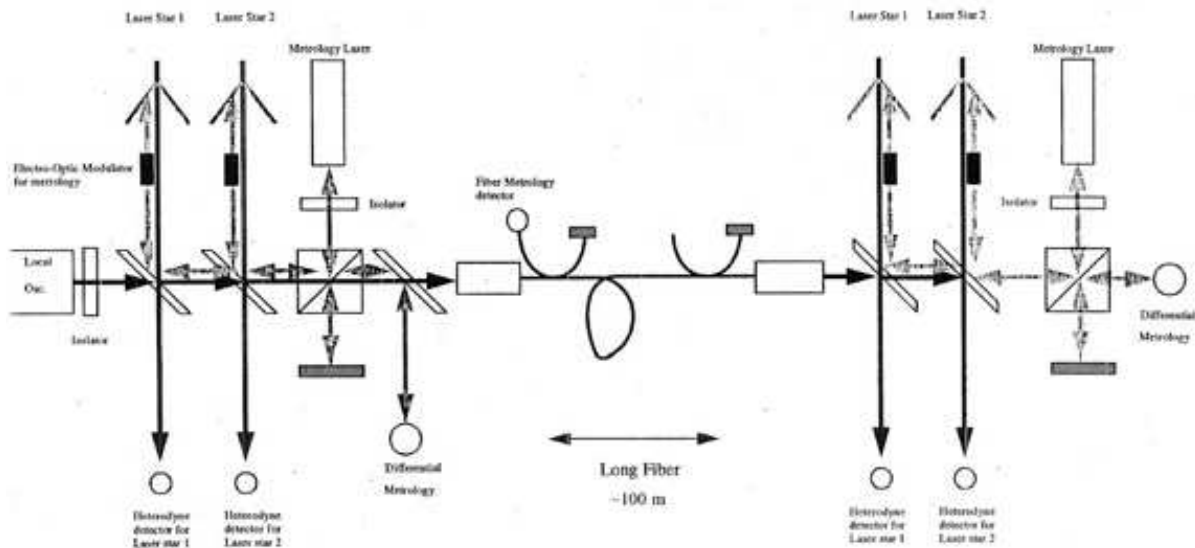 Laser Star 1
Laser Star 2
Metrology Laser
Electro-Optic Modulator
for metrology
Isolator
Fiber Metrology
detector
Local
Osc.
Isolator
Differential
Metrology
Heterodyne
detector for
Laser star 1
Heterodyne
detector for
Laser star 2
Long Fiber
~100 m
Laser Star 1
Laser Star 2
Metrology Laser
Isolator
Differential
Metrology
Heterodyne
detector for
Laser star 1
Heterodyne
detector for
Laser star 2